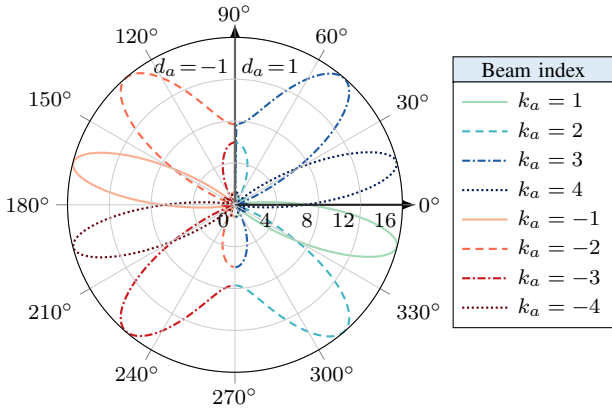 90°
120°
60°
d_a = −1
d_a = 1
150°
30°
180°
0
4
8
12
16
0°
210°
330°
240°
300°
270°
Beam index
k_a = 1
k_a = 2
k_a = 3
k_a = 4
k_a = −1
k_a = −2
k_a = −3
k_a = −4